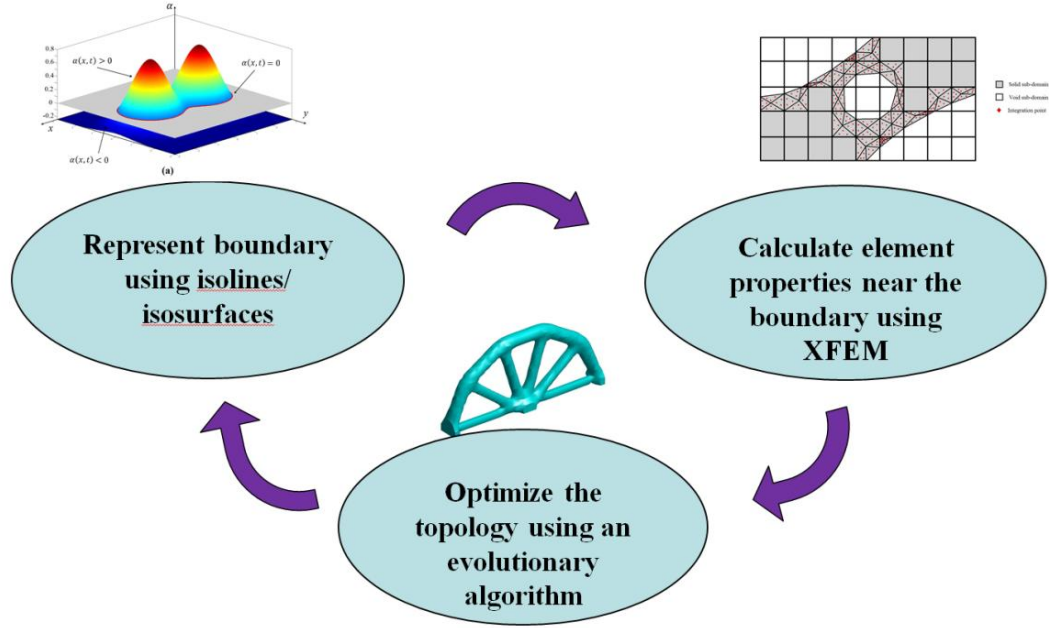 α
0.8
0.6
0.4
0.2
0
-0.2
α(x,t)>0
α(x,t)=0
x
y
α(x,t)<0
(a)
Solid sub-domain
Void sub-domain
Integration point
Represent boundary
using isolines/
isosurfaces
Calculate element
properties near the
boundary using
XFEM
Optimize the
topology using an
evolutionary
algorithm